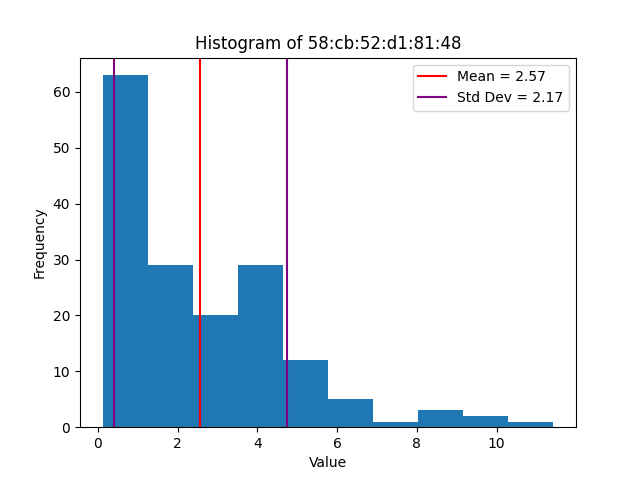 Histogram of 58:cb:52:d1:81:48
Mean = 2.57
Std Dev = 2.17
Frequency
60
50
40
30
20
10
0
0 2 4 6 8 10
Value